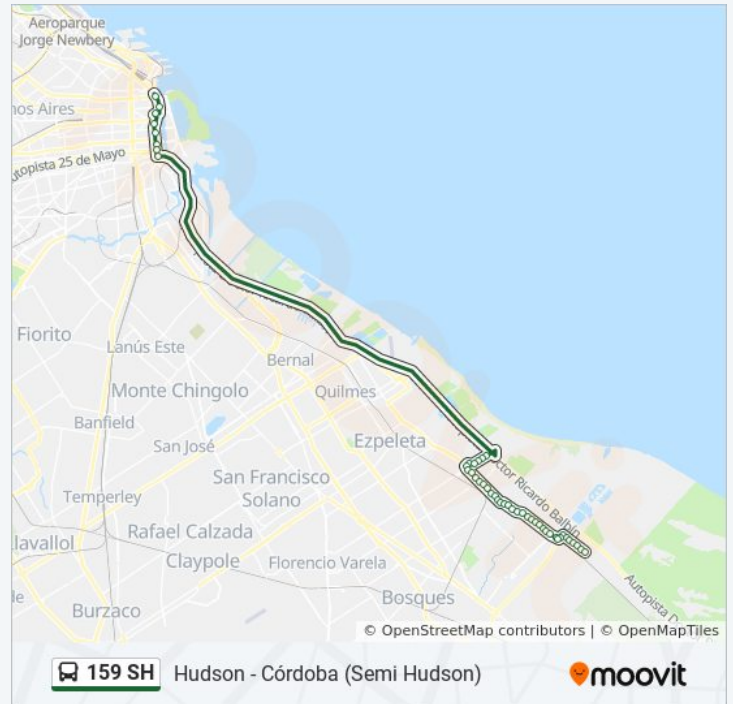 Aeroparque
Jorge Newbery
nos Aires
utopista 25 de Mayo
Fiorito
Lanús Este
Bernal
Monte Chingolo
Quilmes
Banfield
San José
Ezpeleta
ctor Ricardo Balbín
San Francisco
Solano
Temperley
Rafael Calzada
lavallol
Claypole
Florencio Varela
Autopista D
de
Bosques
Burzaco
© OpenStreetMap contributors | © OpenMapTiles
159 SH Hudson - Córdoba (Semi Hudson)
moovit